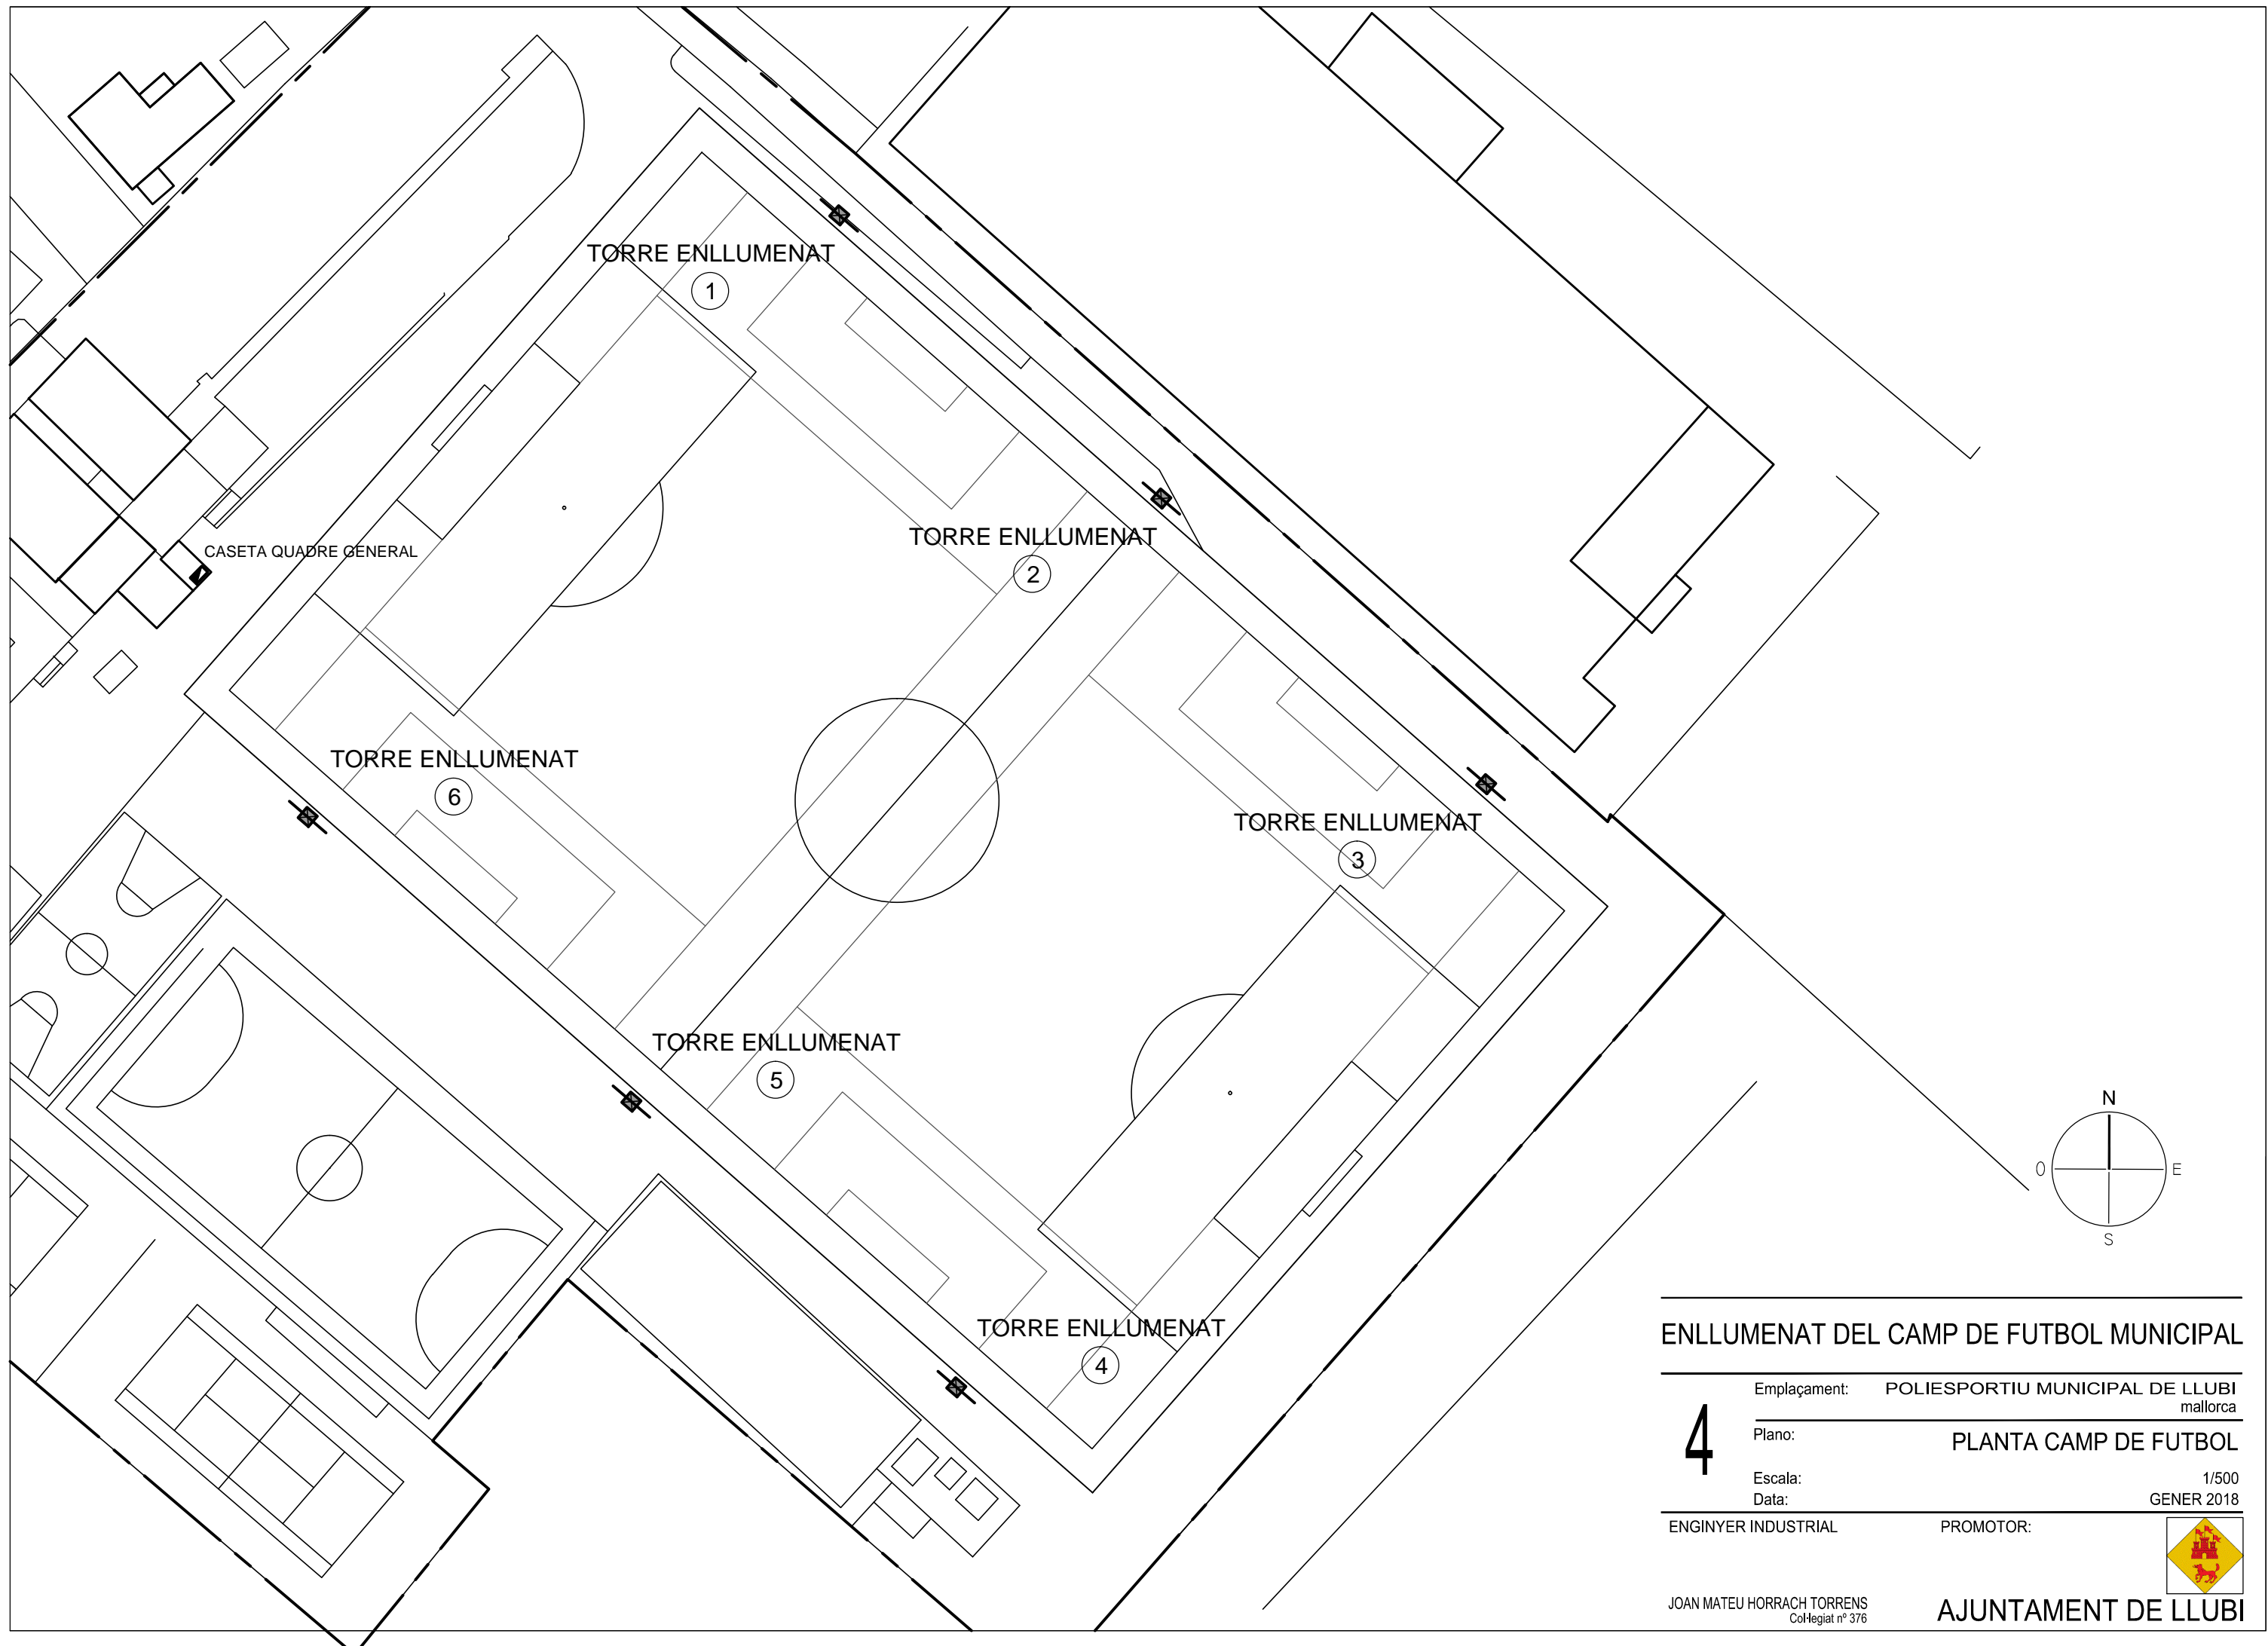 TORRE ENLLUMENAT
1
TORRE ENLLUMENAT
2
CASETA QUADRE GENERAL
TORRE ENLLUMENAT
6
TORRE ENLLUMENAT
3
TORRE ENLLUMENAT
5
TORRE ENLLUMENAT
4
N
O E
S
ENLLUMENAT DEL CAMP DE FUTBOL MUNICIPAL
4
Emplaçament: POLIESPORTIU MUNICIPAL DE LLUBI
mallorca
Plano: PLANTA CAMP DE FUTBOL
Escala: 1/500
Data: GENER 2018
ENGINYER INDUSTRIAL PROMOTOR:
JOAN MATEU HORRACH TORRENS
Col·legiat nº 376
AJUNTAMENT DE LLUBI